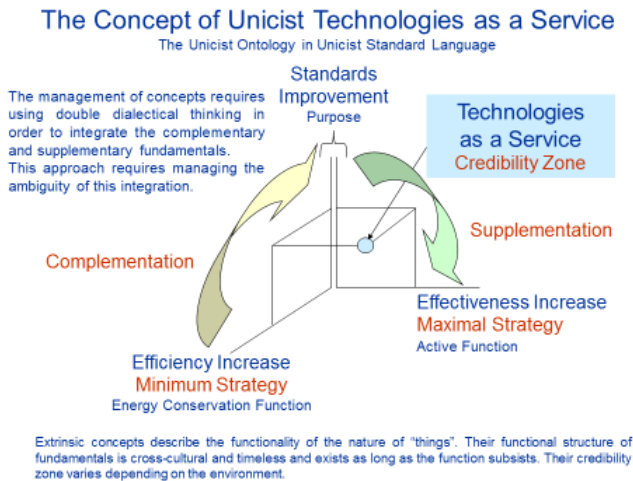 The Concept of Unicist Technologies as a Service
The Unicist Ontology in Unicist Standard Language
Standards
Improvement
Purpose
The management of concepts requires
using double dialectical thinking in
order to integrate the complementary
and supplementary fundamentals.
This approach requires managing the
ambiguity of this integration.
Technologies
as a Service
Credibility Zone
Complementation
Supplementation
Effectiveness Increase
Maximal Strategy
Active Function
Efficiency Increase
Minimum Strategy
Energy Conservation Function
Extrinsic concepts describe the functionality of the nature of "things". Their functional structure of
fundamentals is cross-cultural and timeless and exists as long as the function subsists. Their credibility
zone varies depending on the environment.